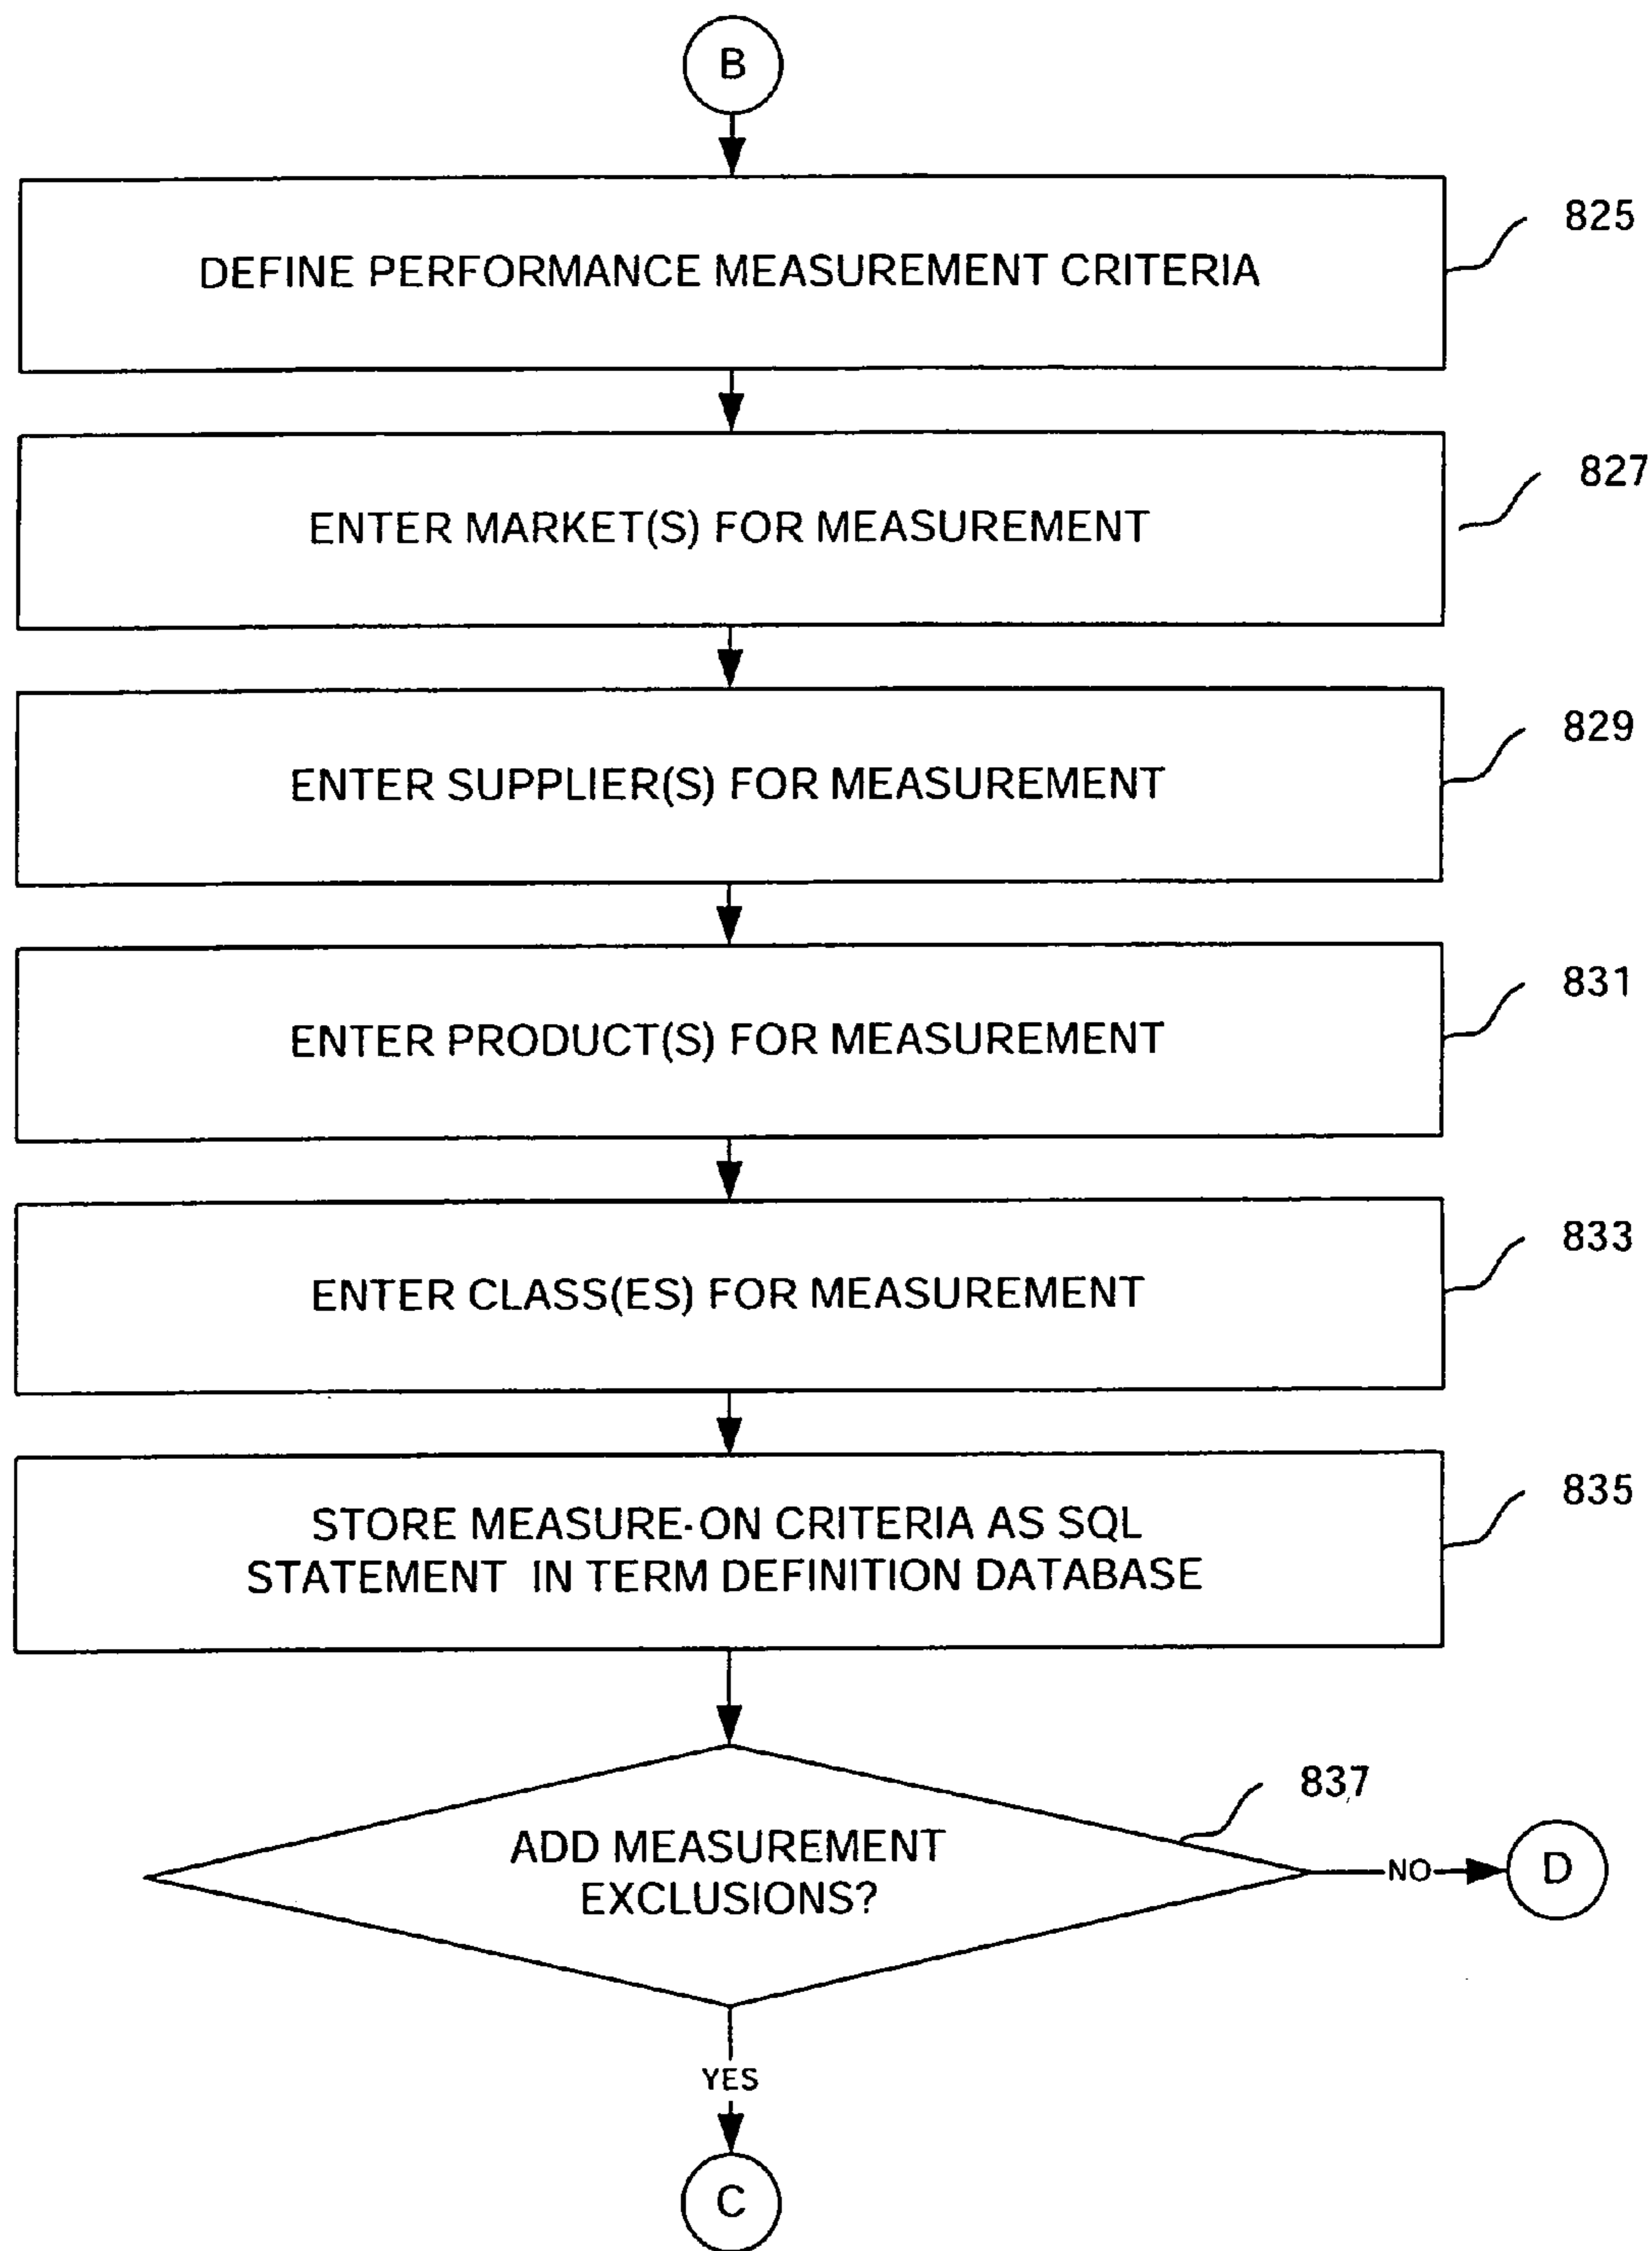 B
DEFINE PERFORMANCE MEASUREMENT CRITERIA
825
ENTER MARKET(S) FOR MEASUREMENT
827
ENTER SUPPLIER(S) FOR MEASUREMENT
829
ENTER PRODUCT(S) FOR MEASUREMENT
831
ENTER CLASS(ES) FOR MEASUREMENT
833
STORE MEASURE-ON CRITERIA AS SQL
STATEMENT IN TERM DEFINITION DATABASE
835
ADD MEASUREMENT
EXCLUSIONS?
837
NO
D
YES
C